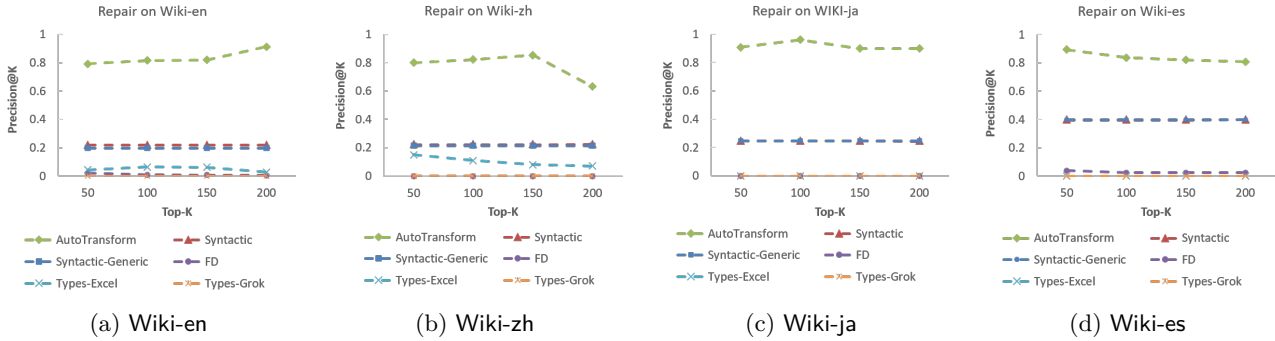 Repair on Wiki-en
Precision@K
1
0.8
0.6
0.4
0.2
0
50 100 150 200
Top-K
AutoTransform Syntactic
Syntactic-Generic FD
Types-Excel Types-Grok
(a) Wiki-en
Repair on Wiki-zh
Precision@K
1
0.8
0.6
0.4
0.2
0
50 100 150 200
Top-K
AutoTransform Syntactic
Syntactic-Generic FD
Types-Excel Types-Grok
(b) Wiki-zh
Repair on WIKI-ja
Precision@K
1
0.8
0.6
0.4
0.2
0
50 100 150 200
Top-K
AutoTransform Syntactic
Syntactic-Generic FD
Types-Excel Types-Grok
(c) Wiki-ja
Repair on Wiki-es
Precision@K
1
0.8
0.6
0.4
0.2
0
50 100 150 200
Top-K
AutoTransform Syntactic
Syntactic-Generic FD
Types-Excel Types-Grok
(d) Wiki-es